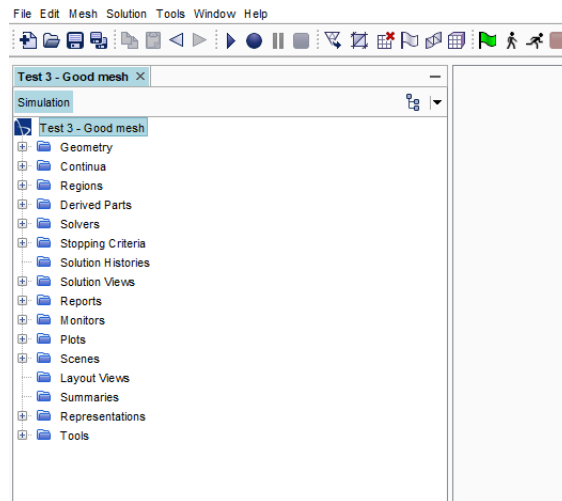 File Edit Mesh Solution Tools Window Help
Test 3 - Good mesh
Simulation
Test 3 - Good mesh
Geometry
Continua
Regions
Derived Parts
Solvers
Stopping Criteria
Solution Histories
Solution Views
Reports
Monitors
Plots
Scenes
Layout Views
Summaries
Representations
Tools